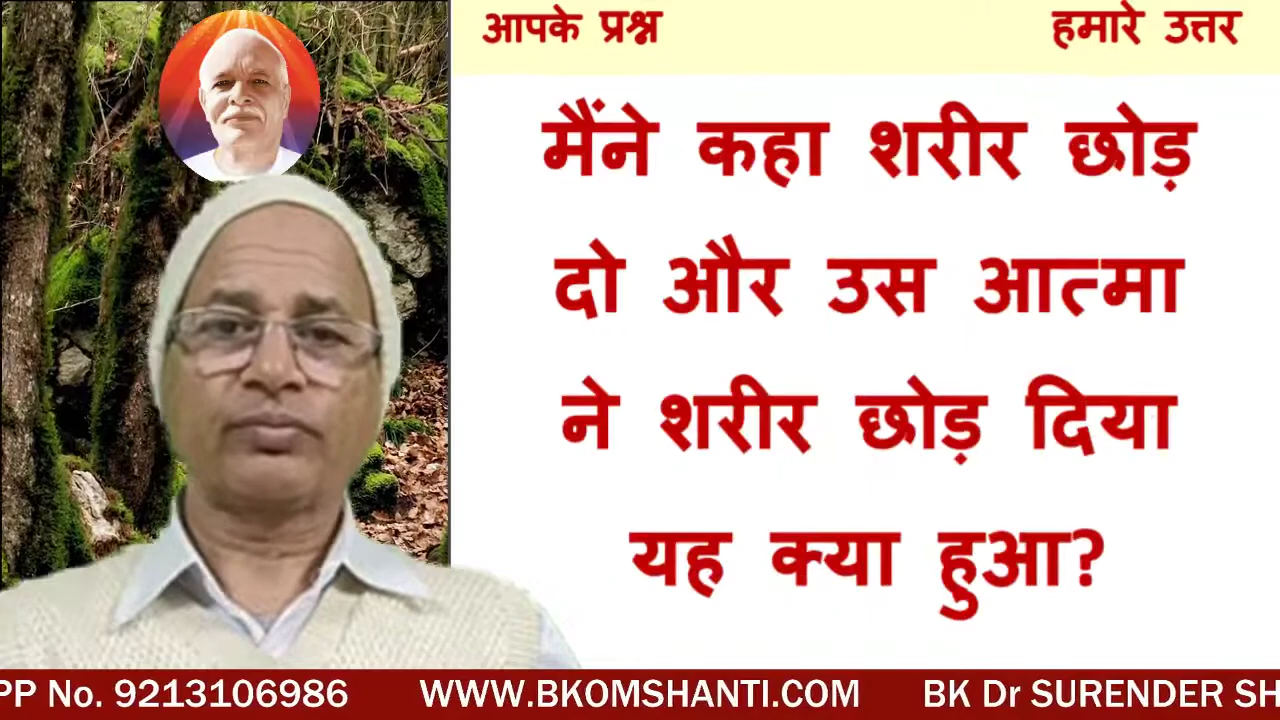 आपके प्रश्न हमारे उत्तर
मैंने कहा शरीर छोड़
दो और उस आत्मा
ने शरीर छोड़ दिया
यह क्या हुआ?
PP No. 9213106986 WWW.BKOMSHANTI.COM BK Dr SURENDER SH